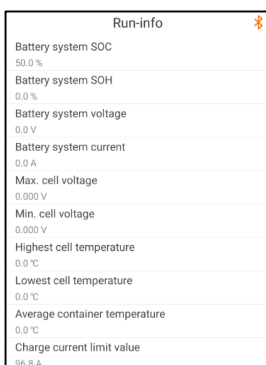 Run-info
Battery system SOC
50.0 %
Battery system SOH
0.0 %
Battery system voltage
0.0 V
Battery system current
0.0 A
Max. cell voltage
0.000 V
Min. cell voltage
0.000 V
Highest cell temperature
0.0 ℃
Lowest cell temperature
0.0 ℃
Average container temperature
0.0 ℃
Charge current limit value
96.8 A